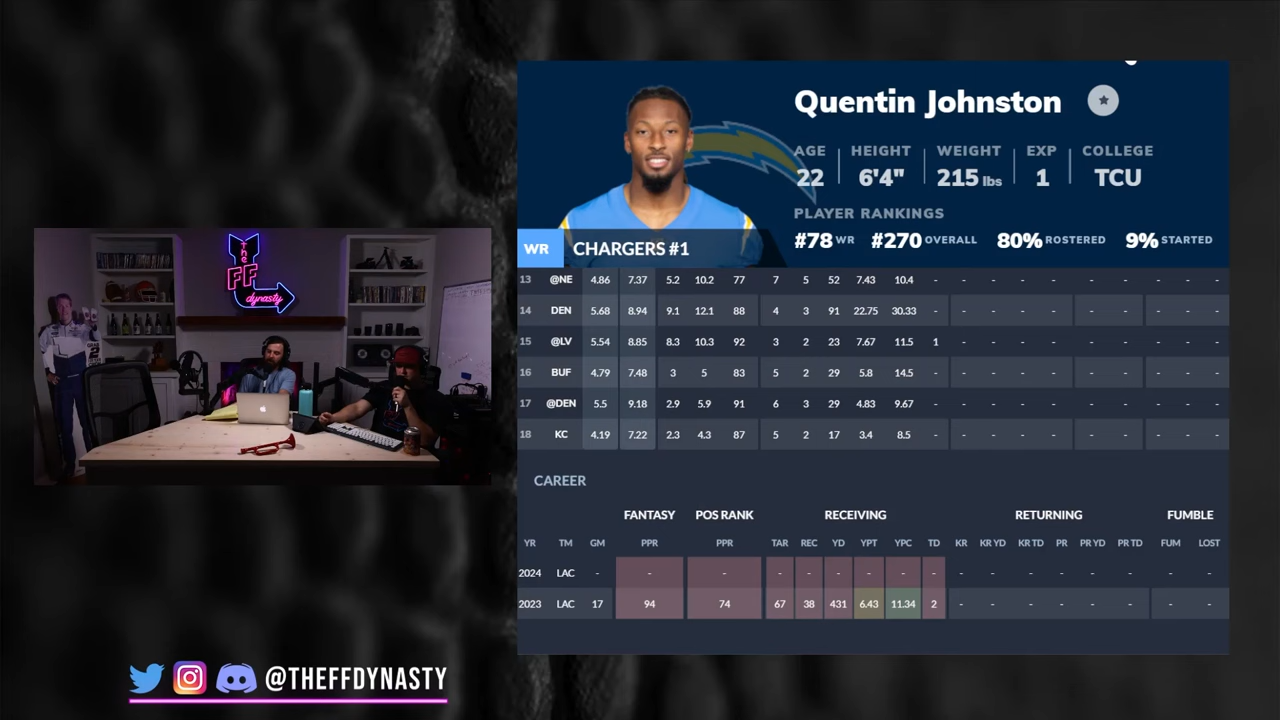 Quentin Johnston
AGE HEIGHT WEIGHT EXP COLLEGE
22 6'4" 215 lbs 1 TCU
PLAYER RANKINGS
#78 WR #270 OVERALL 80% ROSTERED 9% STARTED
WR CHARGERS #1
13 @NE 4.86 7.37 5.2 10.2 77 7 5 52 7.43 10.4 - - - - - - - - -
14 DEN 5.68 8.94 9.1 12.1 88 4 3 91 22.75 30.33 - - - - - - - - -
15 @LV 5.54 8.85 8.3 10.3 92 3 2 23 7.67 11.5 1 - - - - - - - -
16 BUF 4.79 7.48 3 5 83 5 2 29 5.8 14.5 - - - - - - - - -
17 @DEN 5.5 9.18 2.9 5.9 91 6 3 29 4.83 9.67 - - - - - - - - -
18 KC 4.19 7.22 2.3 4.3 87 5 2 17 3.4 8.5 - - - - - - - - -
CAREER
FANTASY POS RANK RECEIVING RETURNING FUMBLE
YR TM GM PPR PPR TAR REC YD YPT YPC TD KR KR YD KR TD PR PR YD PR TD FUM LOST
2024 LAC - - - - - - - - - - - - - - - - -
2023 LAC 17 94 74 67 38 431 6.43 11.34 2 - - - - - - - -
The
FF
dynasty
@THEFFDYNASTY